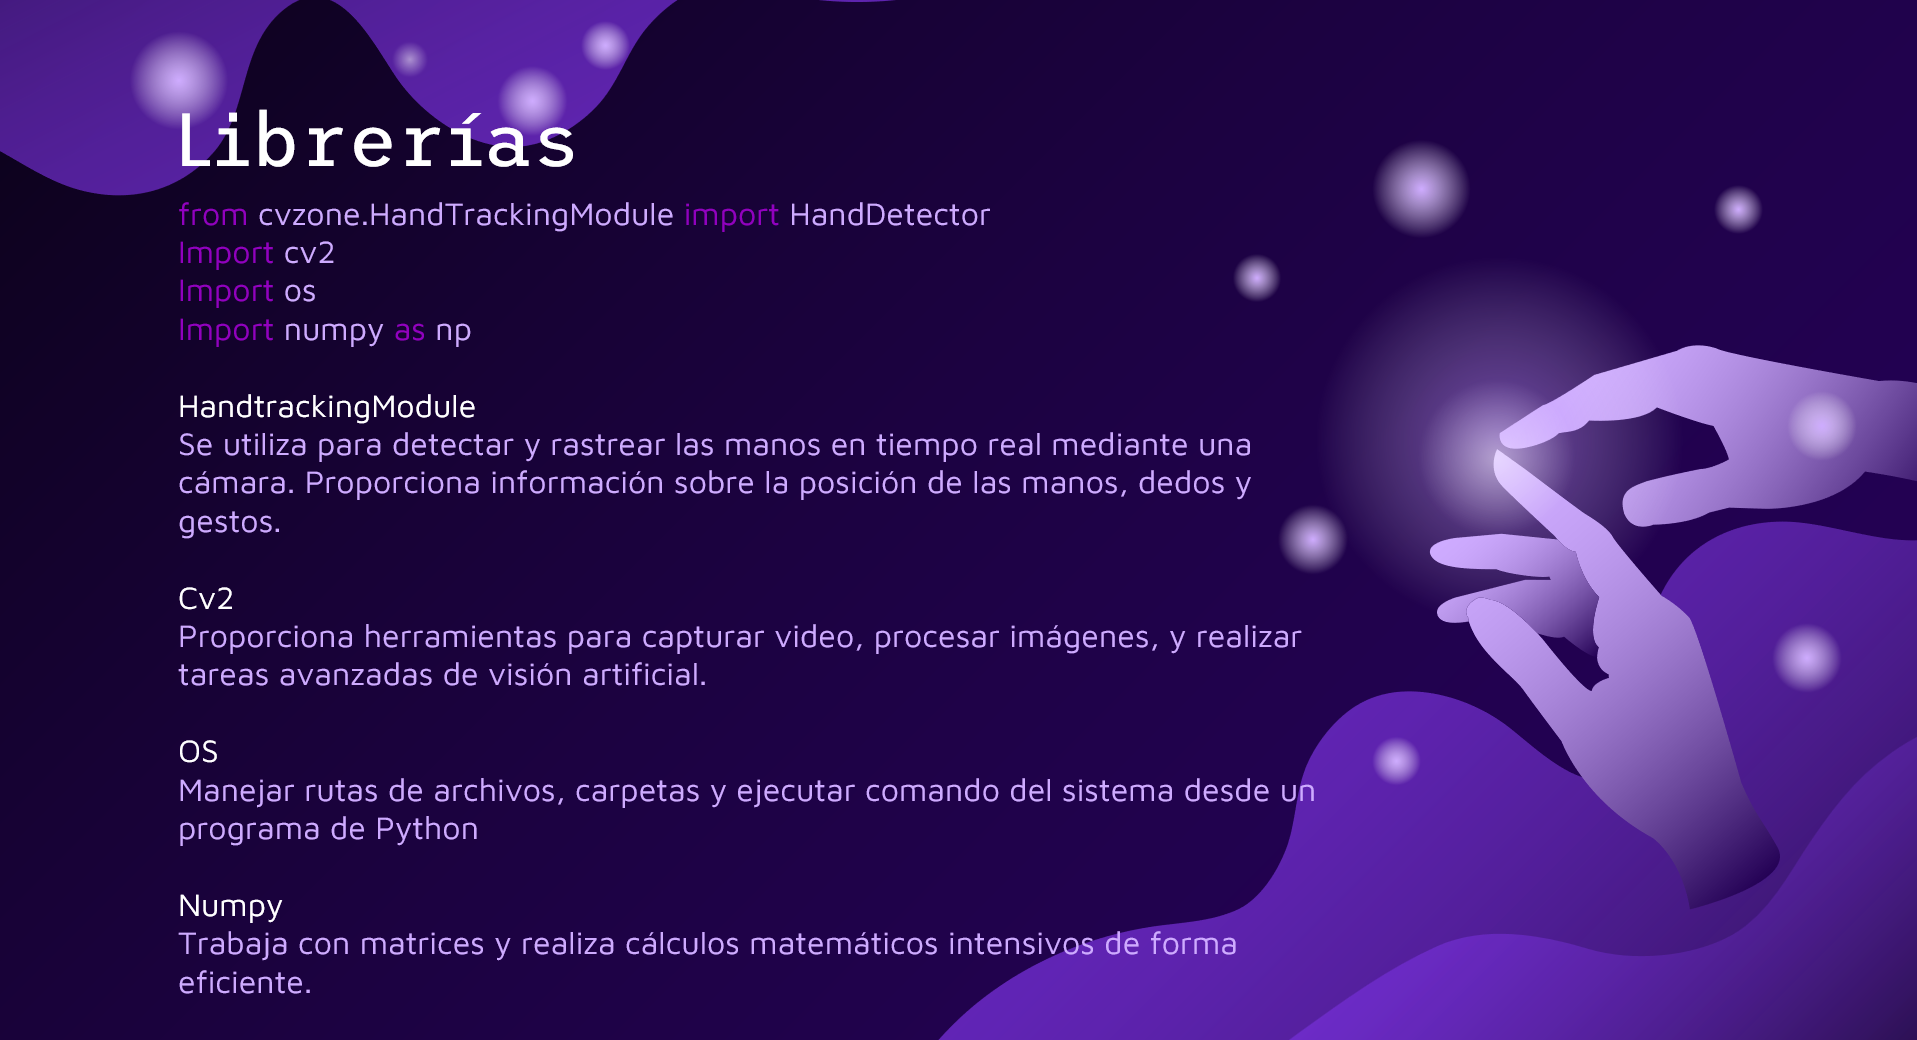 Librerías
from cvzone.HandTrackingModule import HandDetector
Import cv2
Import os
Import numpy as np
HandtrackingModule
Se utiliza para detectar y rastrear las manos en tiempo real mediante una
cámara. Proporciona información sobre la posición de las manos, dedos y
gestos.
Cv2
Proporciona herramientas para capturar video, procesar imágenes, y realizar
tareas avanzadas de visión artificial.
OS
Manejar rutas de archivos, carpetas y ejecutar comando del sistema desde un
programa de Python
Numpy
Trabaja con matrices y realiza cálculos matemáticos intensivos de forma
eficiente.